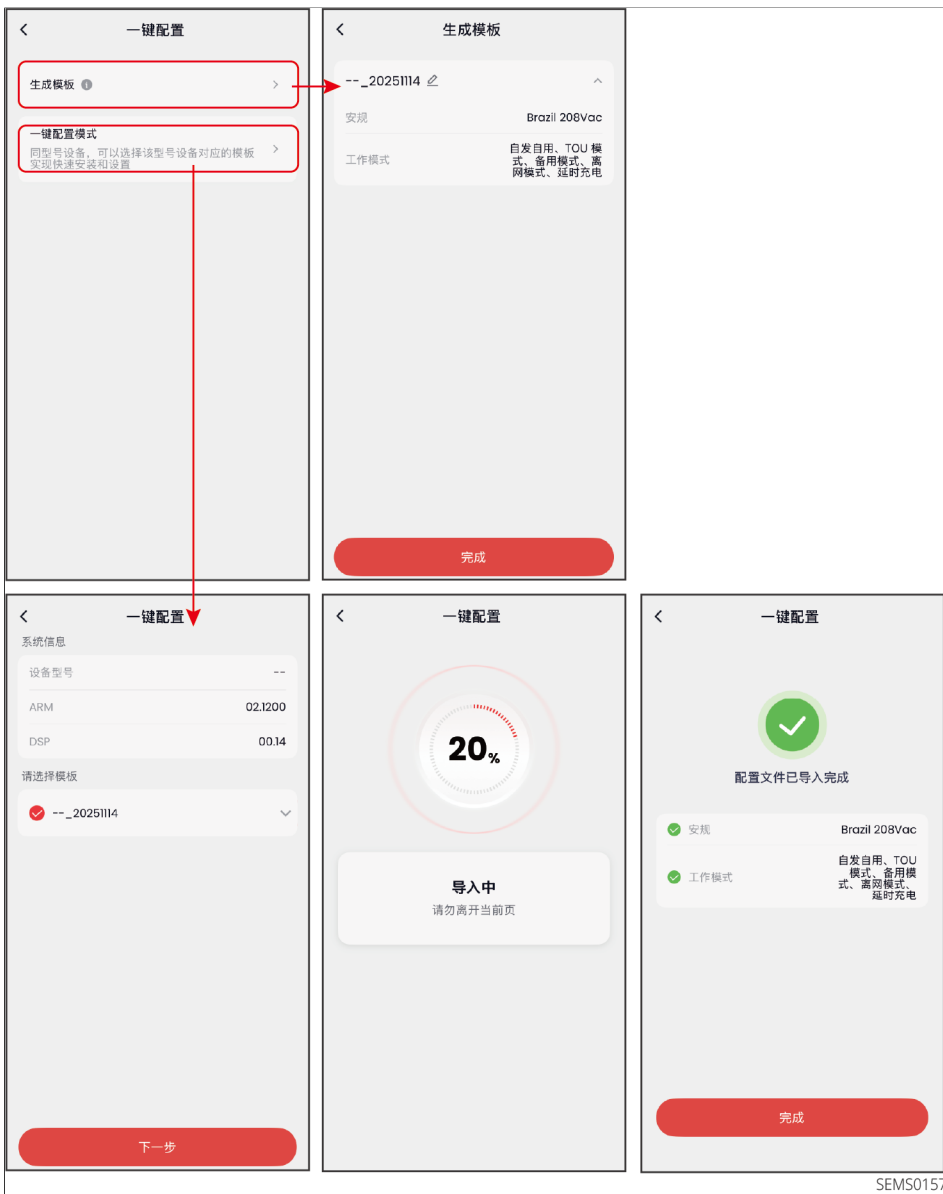 一键配置
生成模板
一键配置模式
同型号设备，可以选择该型号设备对应的模板
实现快速安装和设置
生成模板
--_20251114
安规
Brazil 208Vac
工作模式
自发自用、TOU 模
式、备用模式、离
网模式、延时充电
完成
一键配置
系统信息
设备型号
--
ARM
02.1200
DSP
00.14
请选择模板
--_20251114
下一步
一键配置
20%
导入中
请勿离开当前页
一键配置
配置文件已导入完成
安规
Brazil 208Vac
工作模式
自发自用、TOU
模式、备用模
式、离网模式、
延时充电
完成
SEMS0157